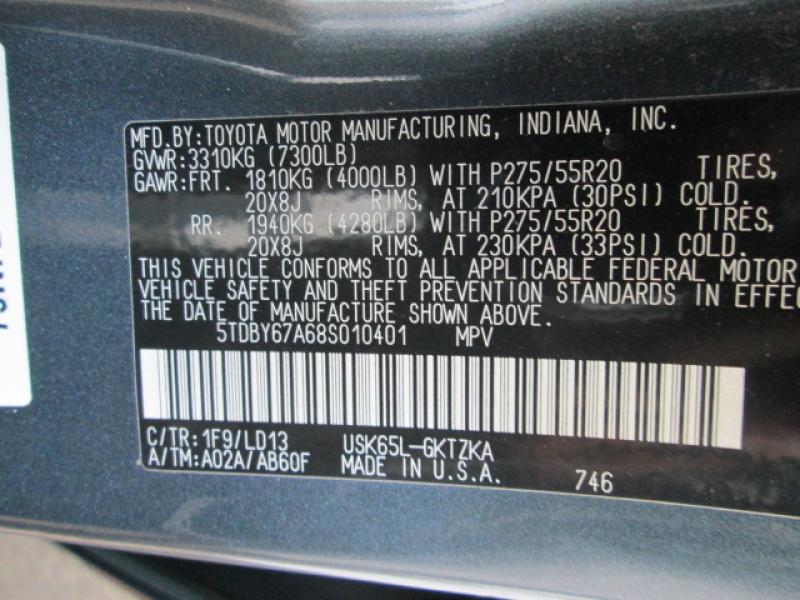 MFD.BY:TOYOTA MOTOR MANUFACTURING, INDIANA, INC.
GVWR:3310KG (7300LB)
GAWR:FRT. 1810KG (4000LB) WITH P275/55R20 TIRES,
20X8J RIMS, AT 210KPA (30PSI) COLD.
RR. 1940KG (4280LB) WITH P275/55R20 TIRES,
20X8J RIMS, AT 230KPA (33PSI) COLD.
THIS VEHICLE CONFORMS TO ALL APPLICABLE FEDERAL MOTOR
VEHICLE SAFETY AND THEFT PREVENTION STANDARDS IN EFFE
THE DATE OF MANUFACTURE SHOWN ABOVE.
5TDBY67A68S010401 MPV
C/TR:1F9/LD13 USK65L-GKTZKA
A/TM:A02A/AB60F MADE IN U.S.A. 746